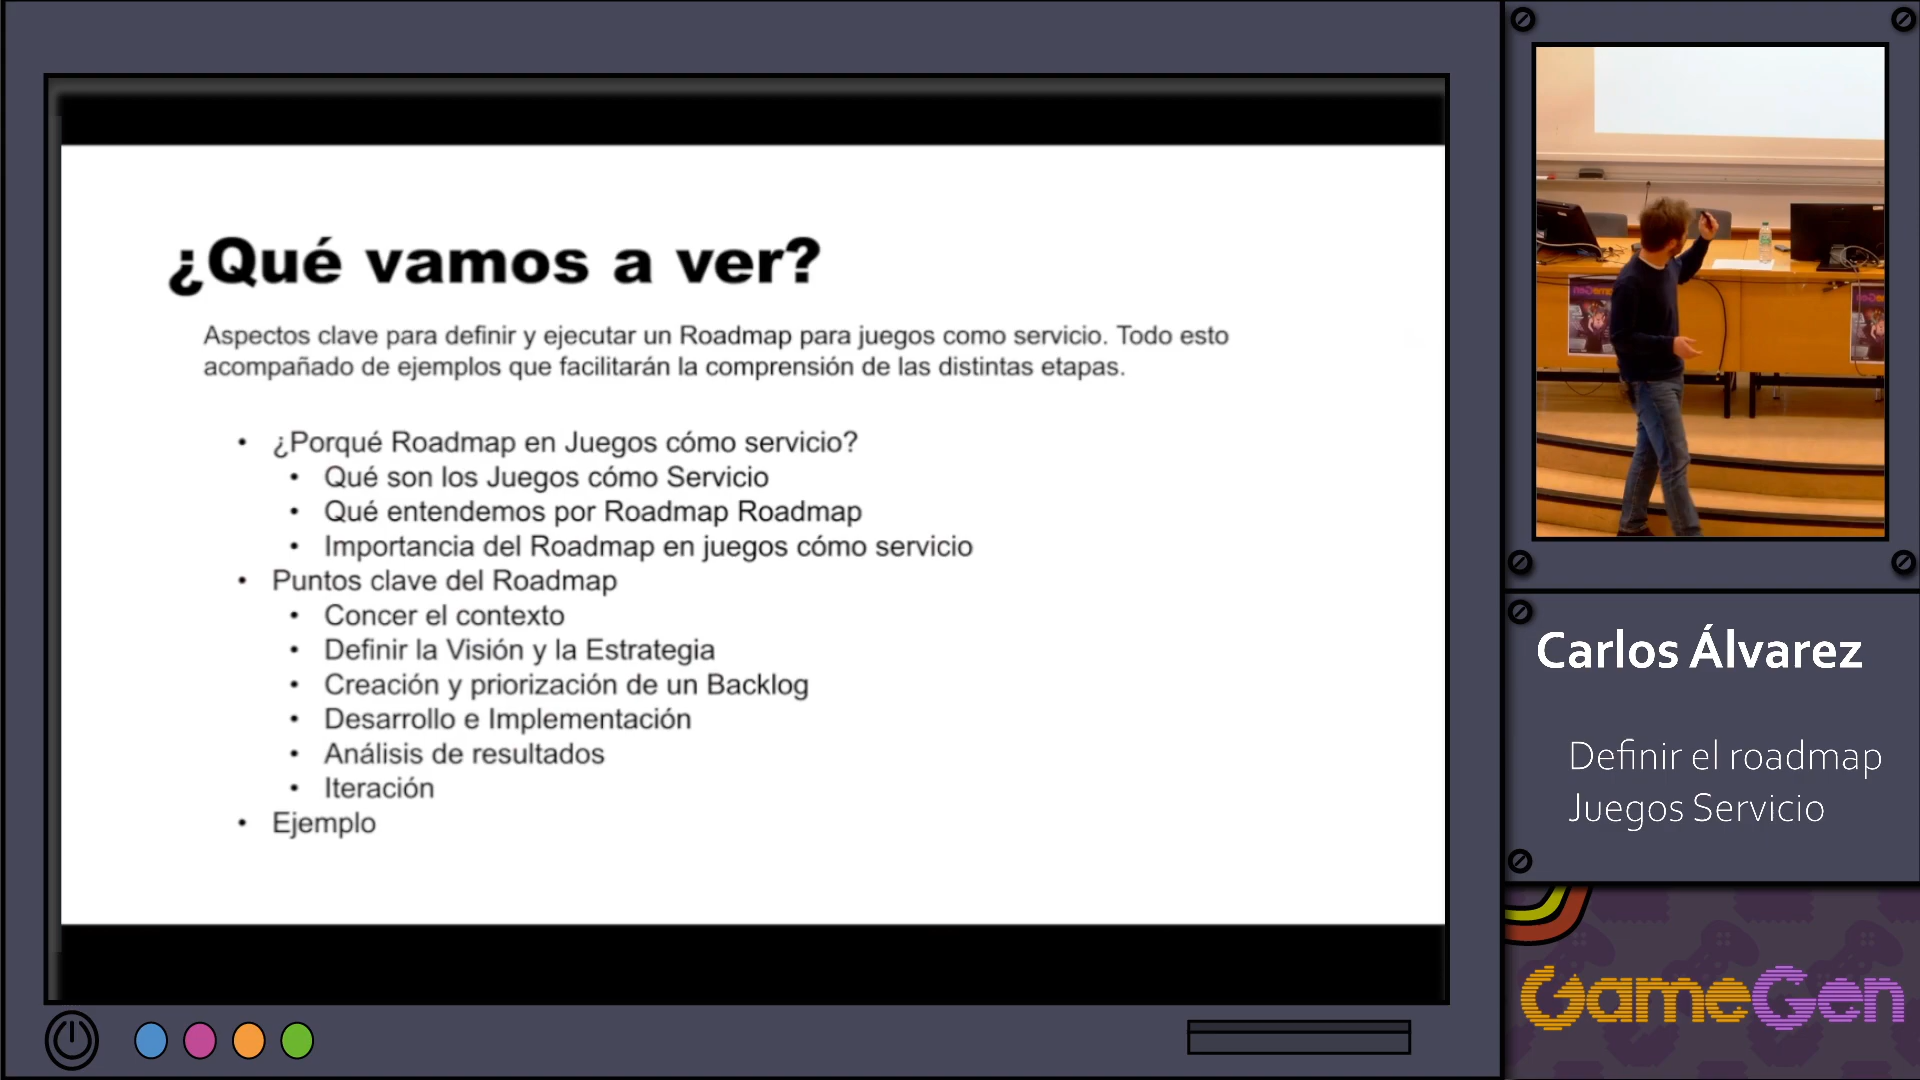 ¿Qué vamos a ver?
Aspectos clave para definir y ejecutar un Roadmap para juegos como servicio. Todo esto
acompañado de ejemplos que facilitarán la comprensión de las distintas etapas.
• ¿Porqué Roadmap en Juegos cómo servicio?
• Qué son los Juegos cómo Servicio
• Qué entendemos por Roadmap Roadmap
• Importancia del Roadmap en juegos cómo servicio
• Puntos clave del Roadmap
• Concer el contexto
• Definir la Visión y la Estrategia
• Creación y priorización de un Backlog
• Desarrollo e Implementación
• Análisis de resultados
• Iteración
• Ejemplo
Carlos Álvarez
Definir el roadmap
Juegos Servicio
GameGen